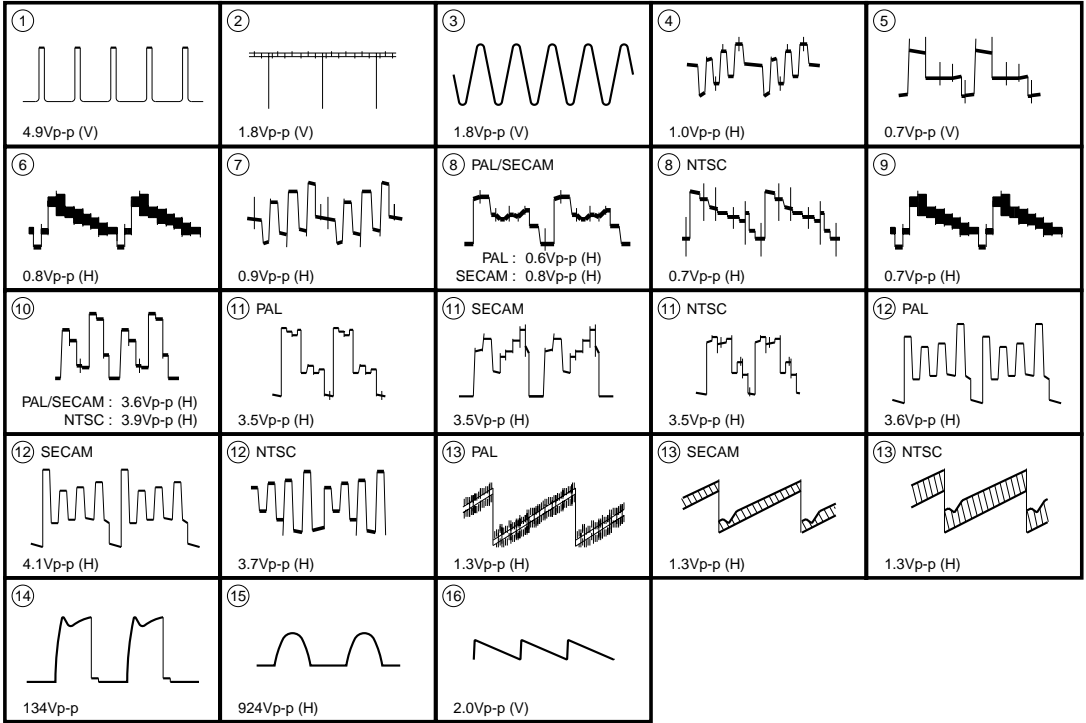 ①
4.9Vp-p (V)
②
1.8Vp-p (V)
③
1.8Vp-p (V)
④
1.0Vp-p (H)
⑤
0.7Vp-p (V)
⑥
0.8Vp-p (H)
⑦
0.9Vp-p (H)
⑧ PAL/SECAM
PAL : 0.6Vp-p (H)
SECAM : 0.8Vp-p (H)
⑧ NTSC
0.7Vp-p (H)
⑨
0.7Vp-p (H)
⑩
PAL/SECAM : 3.6Vp-p (H)
NTSC : 3.9Vp-p (H)
⑪ PAL
3.5Vp-p (H)
⑪ SECAM
3.5Vp-p (H)
⑪ NTSC
3.5Vp-p (H)
⑫ PAL
3.6Vp-p (H)
⑫ SECAM
4.1Vp-p (H)
⑫ NTSC
3.7Vp-p (H)
⑬ PAL
1.3Vp-p (H)
⑬ SECAM
1.3Vp-p (H)
⑬ NTSC
1.3Vp-p (H)
⑭
134Vp-p
⑮
924Vp-p (H)
⑯
2.0Vp-p (V)